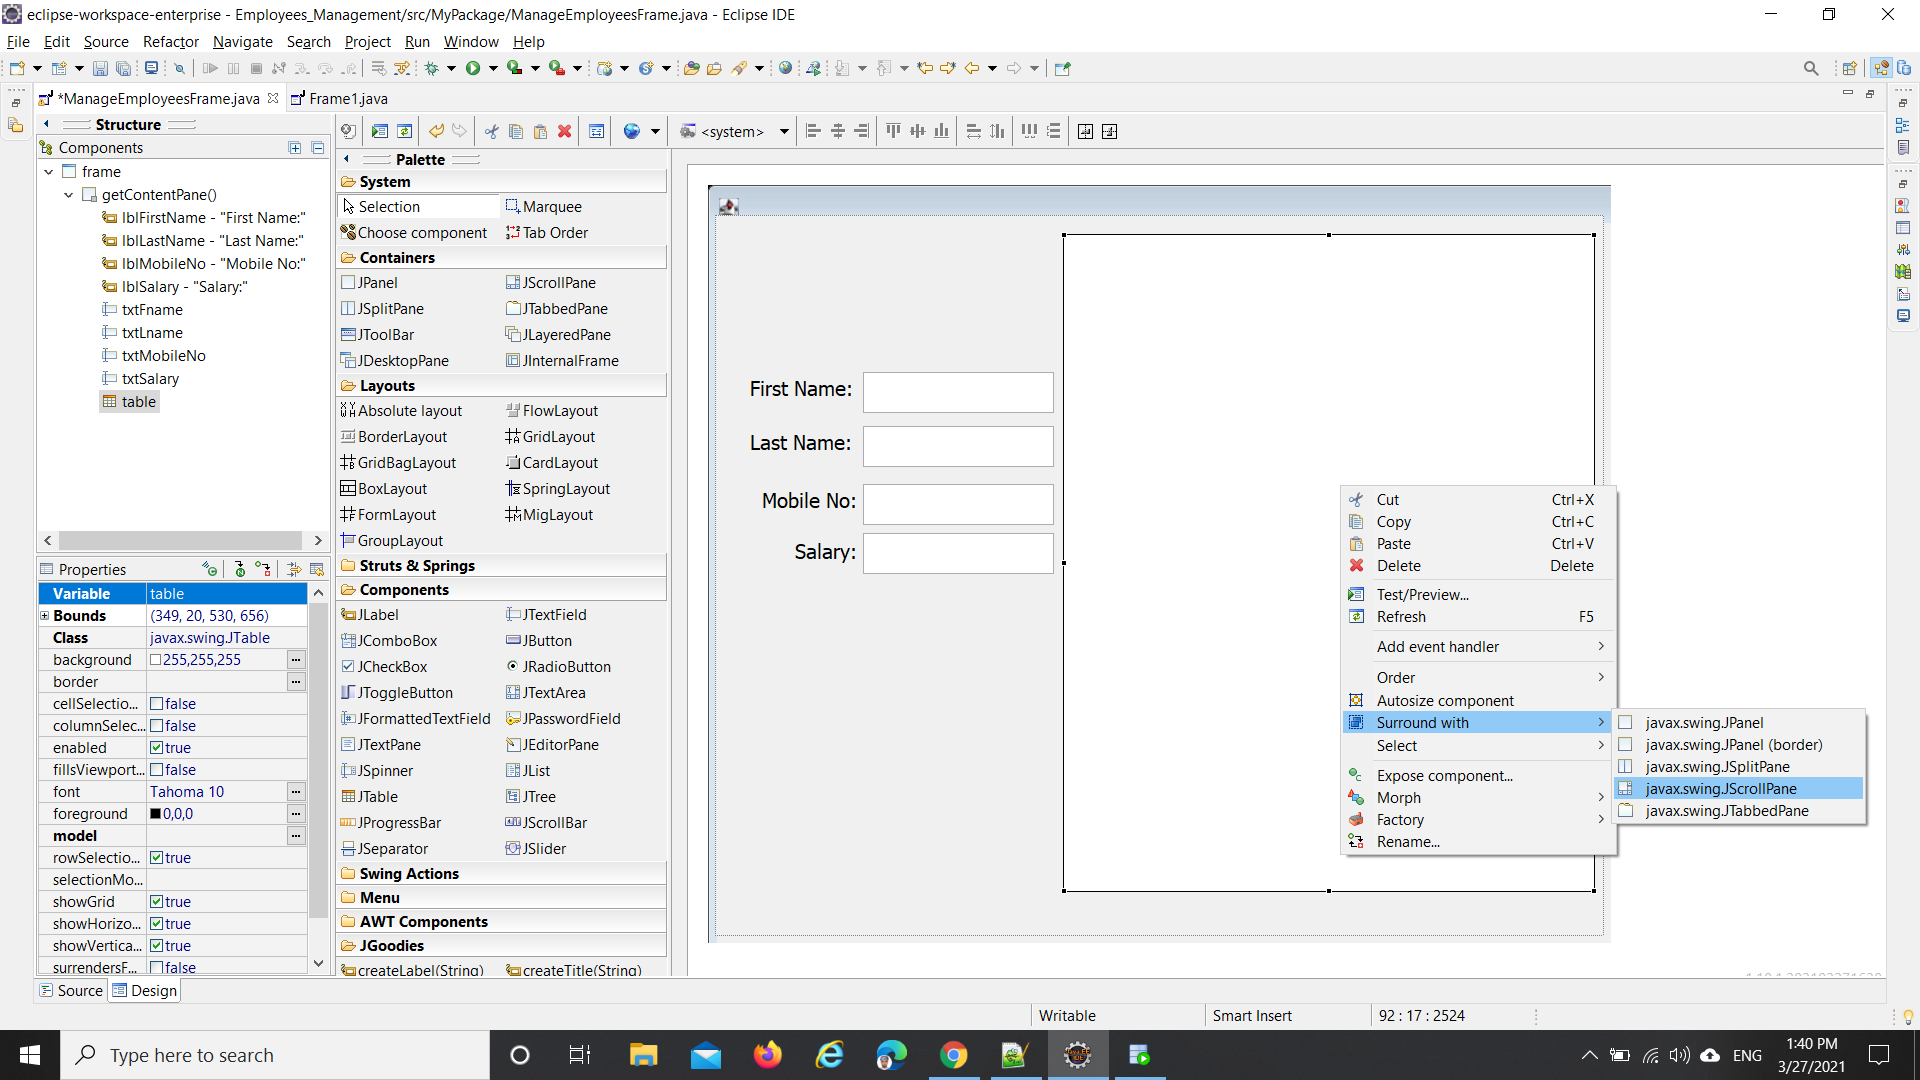 eclipse-workspace-enterprise - Employees_Management/src/MyPackage/ManageEmployeesFrame.java - Eclipse IDE
File Edit Source Refactor Navigate Search Project Run Window Help
*ManageEmployeesFrame.java Frame1.java
Structure
Components
frame
getContentPane()
lblFirstName - "First Name:"
lblLastName - "Last Name:"
lblMobileNo - "Mobile No:"
lblSalary - "Salary:"
txtFname
txtLname
txtMobileNo
txtSalary
table
Properties
Variable table
Bounds (349, 20, 530, 656)
Class javax.swing.JTable
background 255,255,255
border
cellSelectio... false
columnSelec... false
enabled true
fillsViewport... false
font Tahoma 10
foreground 0,0,0
model
rowSelectio... true
selectionMo...
showGrid true
showHorizo... true
showVertica... true
surrendersF... false
<system>
Palette
System
Selection Marquee
Choose component Tab Order
Containers
JPanel JScrollPane
JSplitPane JTabbedPane
JToolBar JLayeredPane
JDesktopPane JInternalFrame
Layouts
Absolute layout FlowLayout
BorderLayout GridLayout
GridBagLayout CardLayout
BoxLayout SpringLayout
FormLayout MigLayout
GroupLayout
Struts & Springs
Components
JLabel JTextField
JComboBox JButton
JCheckBox JRadioButton
JToggleButton JTextArea
JFormattedTextField JPasswordField
JTextPane JEditorPane
JSpinner JList
JTable JTree
JProgressBar JScrollBar
JSeparator JSlider
Swing Actions
Menu
AWT Components
JGoodies
createLabel(String) createTitle(String)
First Name:
Last Name:
Mobile No:
Salary:
Cut Ctrl+X
Copy Ctrl+C
Paste Ctrl+V
Delete Delete
Test/Preview...
Refresh F5
Add event handler
Order
Autosize component
Surround with
Select
Expose component...
Morph
Factory
Rename...
javax.swing.JPanel
javax.swing.JPanel (border)
javax.swing.JSplitPane
javax.swing.JScrollPane
javax.swing.JTabbedPane
Source Design
Writable Smart Insert 92 : 17 : 2524
Type here to search
ENG
1:40 PM
3/27/2021